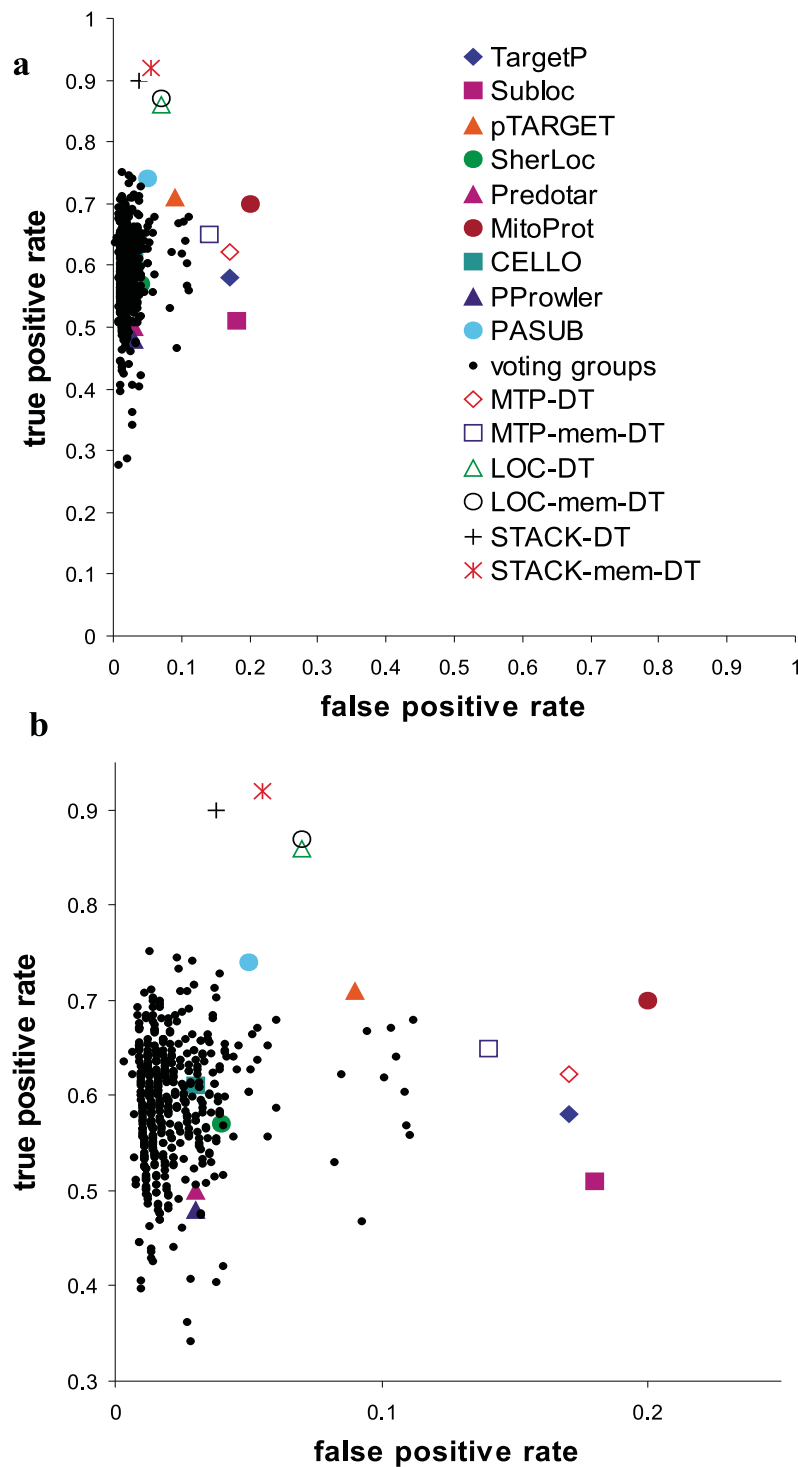 a
true positive rate
1
0.9
0.8
0.7
0.6
0.5
0.4
0.3
0.2
0.1
0
0 0.1 0.2 0.3 0.4 0.5 0.6 0.7 0.8 0.9 1
false positive rate
TargetP
Subloc
pTARGET
SherLoc
Predotar
MitoProt
CELLO
PProwler
PASUB
voting groups
MTP-DT
MTP-mem-DT
LOC-DT
LOC-mem-DT
STACK-DT
STACK-mem-DT
b
true positive rate
0.9
0.8
0.7
0.6
0.5
0.4
0.3
0 0.1 0.2
false positive rate